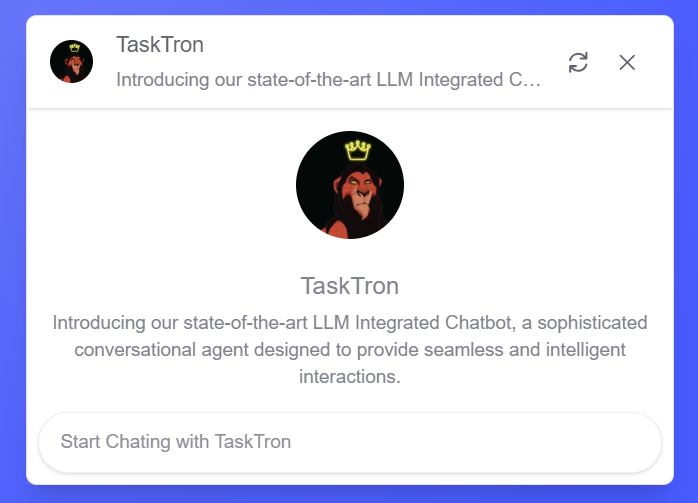 TaskTron
Introducing our state-of-the-art LLM Integrated C...
TaskTron
Introducing our state-of-the-art LLM Integrated Chatbot, a sophisticated
conversational agent designed to provide seamless and intelligent
interactions.
Start Chating with TaskTron